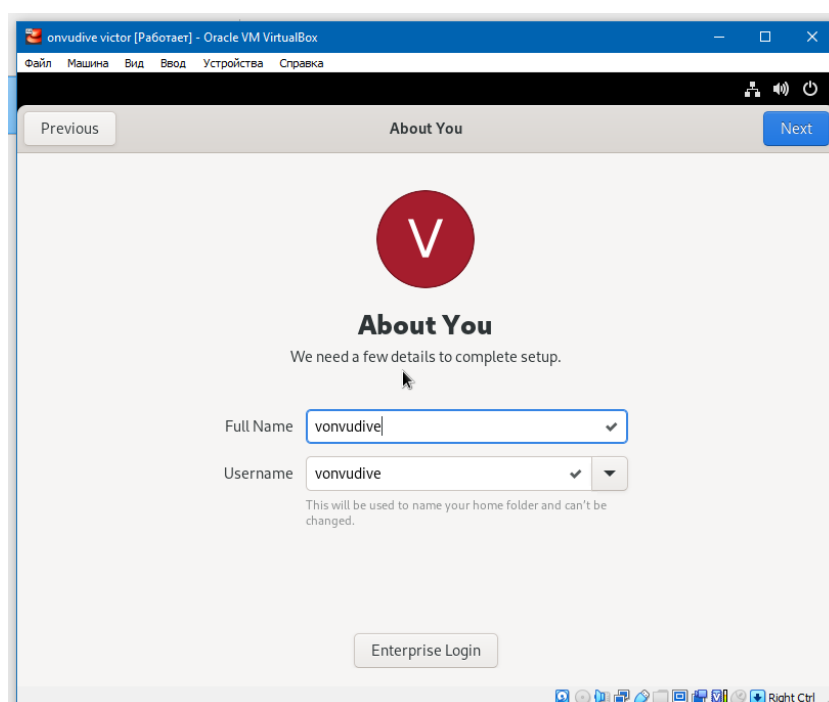 onvudive victor [Работает] - Oracle VM VirtualBox
Файл Машина Вид Ввод Устройства Справка
Previous About You Next
V
About You
We need a few details to complete setup.
Full Name vonvudive
Username vonvudive
This will be used to name your home folder and can't be
changed.
Enterprise Login
Right Ctrl